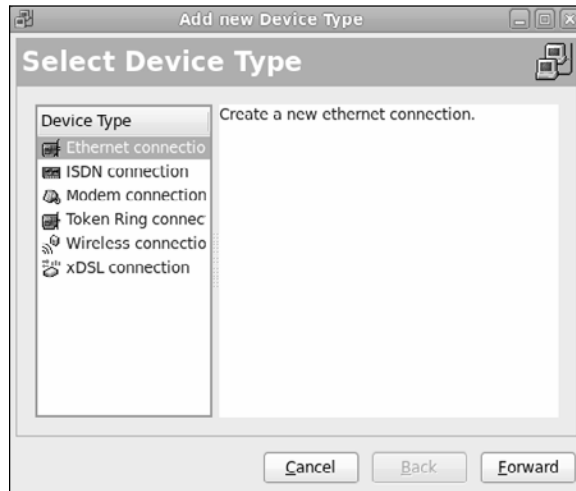 Add new Device Type
Select Device Type
Device Type
Ethernet connectio
ISDN connection
Modem connection
Token Ring connec
Wireless connectio
xDSL connection
Create a new ethernet connection.
Cancel
Back
Forward